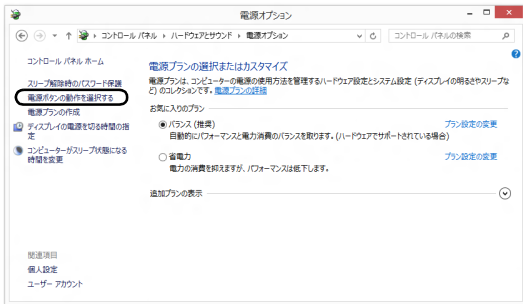 電源オプション
コントロール パネル ▸ ハードウェアとサウンド ▸ 電源オプション
コントロール パネルの検索
コントロール パネル ホーム
スリープ解除時のパスワード保護
電源ボタンの動作を選択する
電源プランの作成
ディスプレイの電源を切る時間の指
定
コンピューターがスリープ状態になる
時間を変更
電源プランの選択またはカスタマイズ
電源プランは、コンピューターの電源の使用方法を管理するハードウェア設定とシステム設定 (ディスプレイの明るさやスリープな
ど) のコレクションです。電源プランの詳細
お気に入りのプラン
バランス (推奨) プラン設定の変更
自動的にパフォーマンスと電力消費のバランスを取ります。(ハードウェアでサポートされている場合)
省電力 プラン設定の変更
電力の消費を抑えますが、パフォーマンスは低下します。
追加プランの表示
関連項目
個人設定
ユーザー アカウント